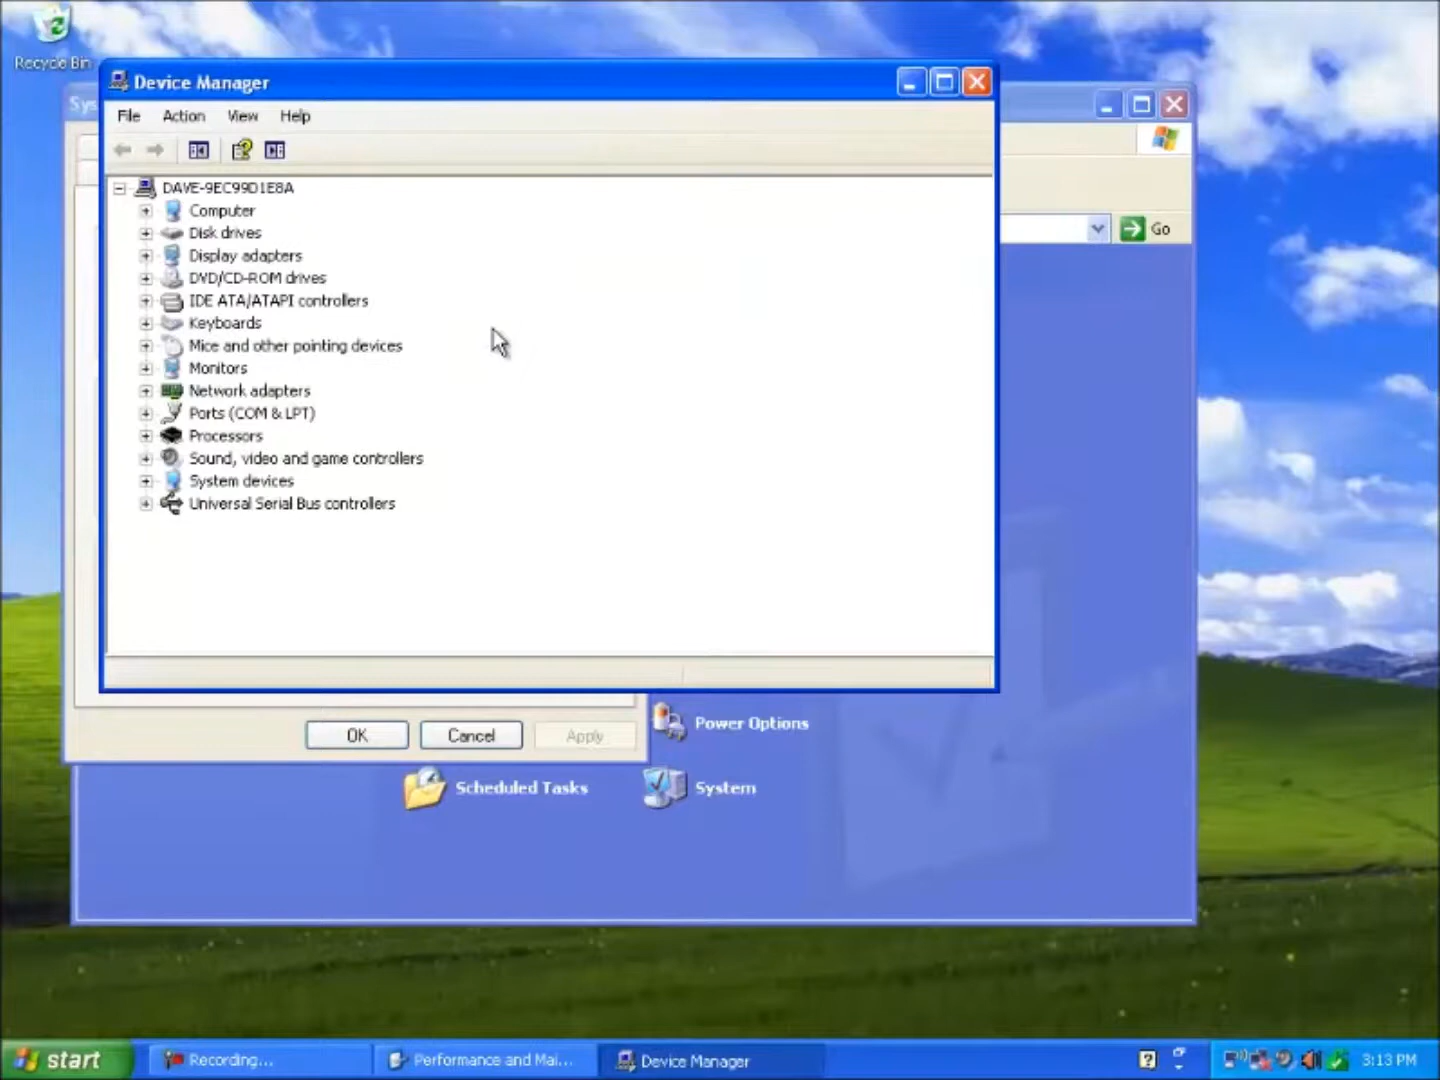 Recycle Bin
Device Manager
Sys
File Action View Help
DAVE-9EC99D1E8A
Computer
Disk drives
Display adapters
DVD/CD-ROM drives
IDE ATA/ATAPI controllers
Keyboards
Mice and other pointing devices
Monitors
Network adapters
Ports (COM & LPT)
Processors
Sound, video and game controllers
System devices
Universal Serial Bus controllers
Go
OK Cancel Apply
Power Options
Scheduled Tasks System
start Recording... Performance and Mai... Device Manager 3:13 PM